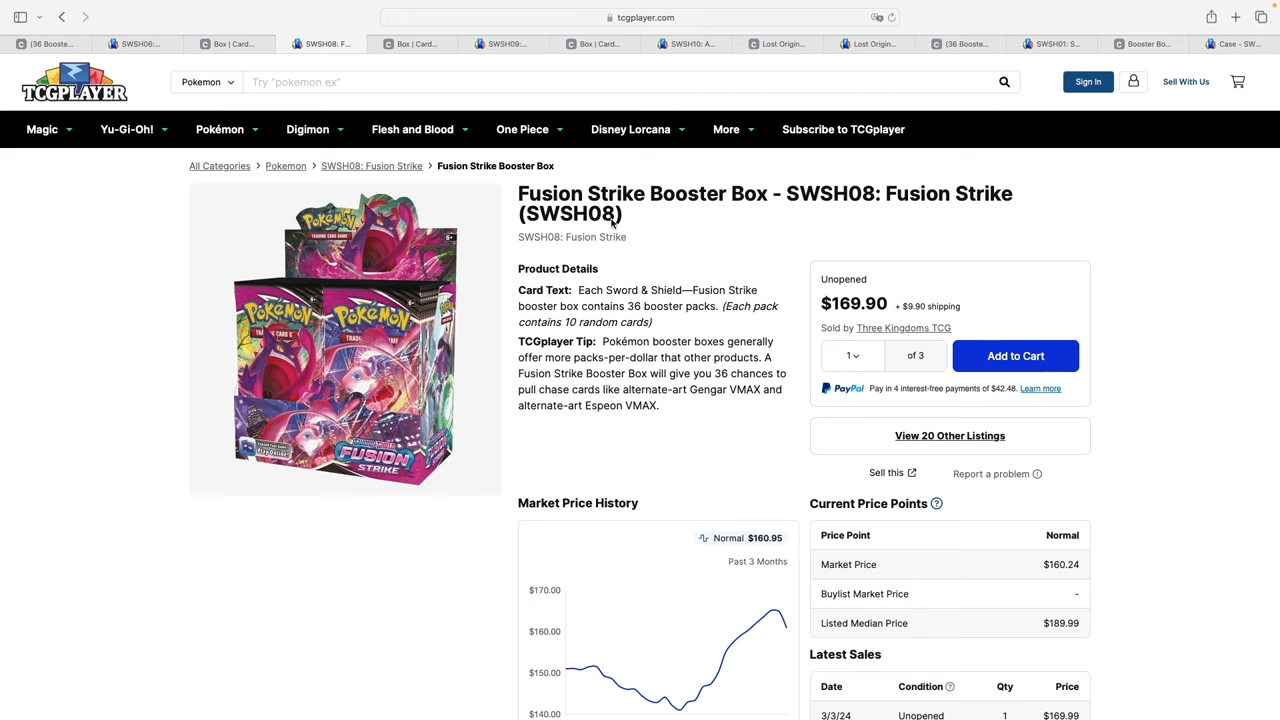 tcgplayer.com
(36 Booste...
SWSH06:...
Box | Card...
SWSH08: F...
Box | Card...
SWSH09:...
Box | Card...
SWSH10: A...
Lost Origin...
Lost Origin...
(36 Booste...
SWSH01: S...
Booster Bo...
Case - SW...
TCGPLAYER
Pokemon
Try "pokemon ex"
Sign In
Sell With Us
Magic
Yu-Gi-Oh!
Pokémon
Digimon
Flesh and Blood
One Piece
Disney Lorcana
More
Subscribe to TCGplayer
All Categories > Pokemon > SWSH08: Fusion Strike > Fusion Strike Booster Box
POKÉMON
TRADING CARD GAME
6+
POKÉMON
POKÉMON
FUSION
STRIKE
Fusion Strike Booster Box - SWSH08: Fusion Strike
(SWSH08)
SWSH08: Fusion Strike
Product Details
Card Text: Each Sword & Shield—Fusion Strike
booster box contains 36 booster packs. (Each pack
contains 10 random cards)
TCGplayer Tip: Pokémon booster boxes generally
offer more packs-per-dollar that other products. A
Fusion Strike Booster Box will give you 36 chances to
pull chase cards like alternate-art Gengar VMAX and
alternate-art Espeon VMAX.
Unopened
$169.90 + $9.90 shipping
Sold by Three Kingdoms TCG
1 of 3
Add to Cart
PayPal Pay in 4 interest-free payments of $42.48. Learn more
View 20 Other Listings
Sell this
Report a problem
Market Price History
Normal $160.95
Past 3 Months
$170.00
$160.00
$150.00
$140.00
Current Price Points
Price Point Normal
Market Price $160.24
Buylist Market Price -
Listed Median Price $189.99
Latest Sales
Date Condition Qty Price
3/3/24 Unopened 1 $169.99